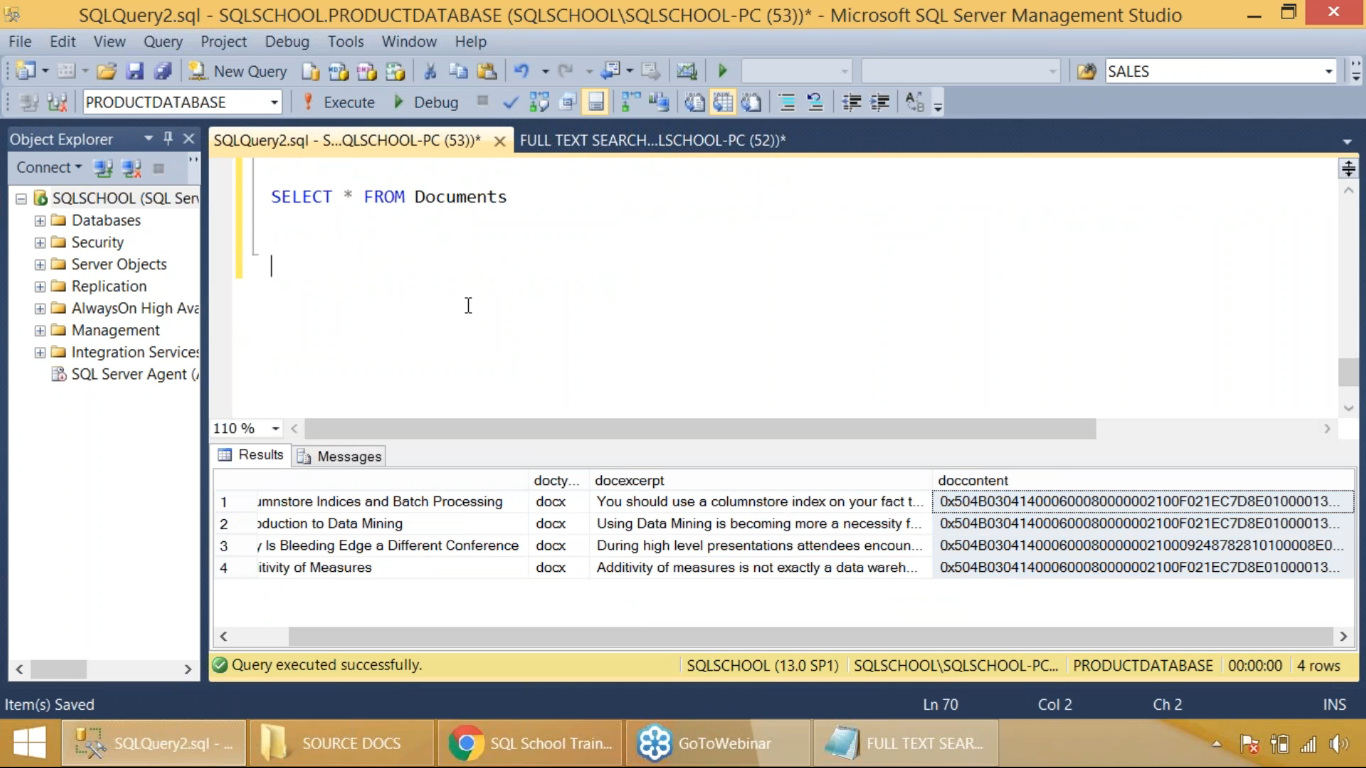 SQLQuery2.sql - SQLSCHOOL.PRODUCTDATABASE (SQLSCHOOL\SQLSCHOOL-PC (53))* - Microsoft SQL Server Management Studio
File Edit View Query Project Debug Tools Window Help
New Query SALES
PRODUCTDATABASE Execute Debug
Object Explorer
SQLQuery2.sql - S...QLSCHOOL-PC (53))*
FULL TEXT SEARCH...LSCHOOL-PC (52))*
Connect
SQLSCHOOL (SQL Ser
Databases
Security
Server Objects
Replication
AlwaysOn High Ava
Management
Integration Services
SQL Server Agent (
SELECT * FROM Documents
110 %
Results Messages
docty... docexcerpt doccontent
1 umnstore Indices and Batch Processing docx You should use a columnstore index on your fact t... 0x504B030414000600080000002100F021EC7D8E01000013...
2 oduction to Data Mining docx Using Data Mining is becoming more a necessity f... 0x504B030414000600080000002100F021EC7D8E01000013...
3 y Is Bleeding Edge a Different Conference docx During high level presentations attendees encoun... 0x504B03041400060008000000210009248782810100008E0...
4 itivity of Measures docx Additivity of measures is not exactly a data wareh... 0x504B030414000600080000002100F021EC7D8E01000013...
Query executed successfully. SQLSCHOOL (13.0 SP1) SQLSCHOOL\SQLSCHOOL-PC... PRODUCTDATABASE 00:00:00 4 rows
Item(s) Saved Ln 70 Col 2 Ch 2 INS
SQLQuery2.sql - ... SOURCE DOCS SQL School Train... GoToWebinar FULL TEXT SEAR...